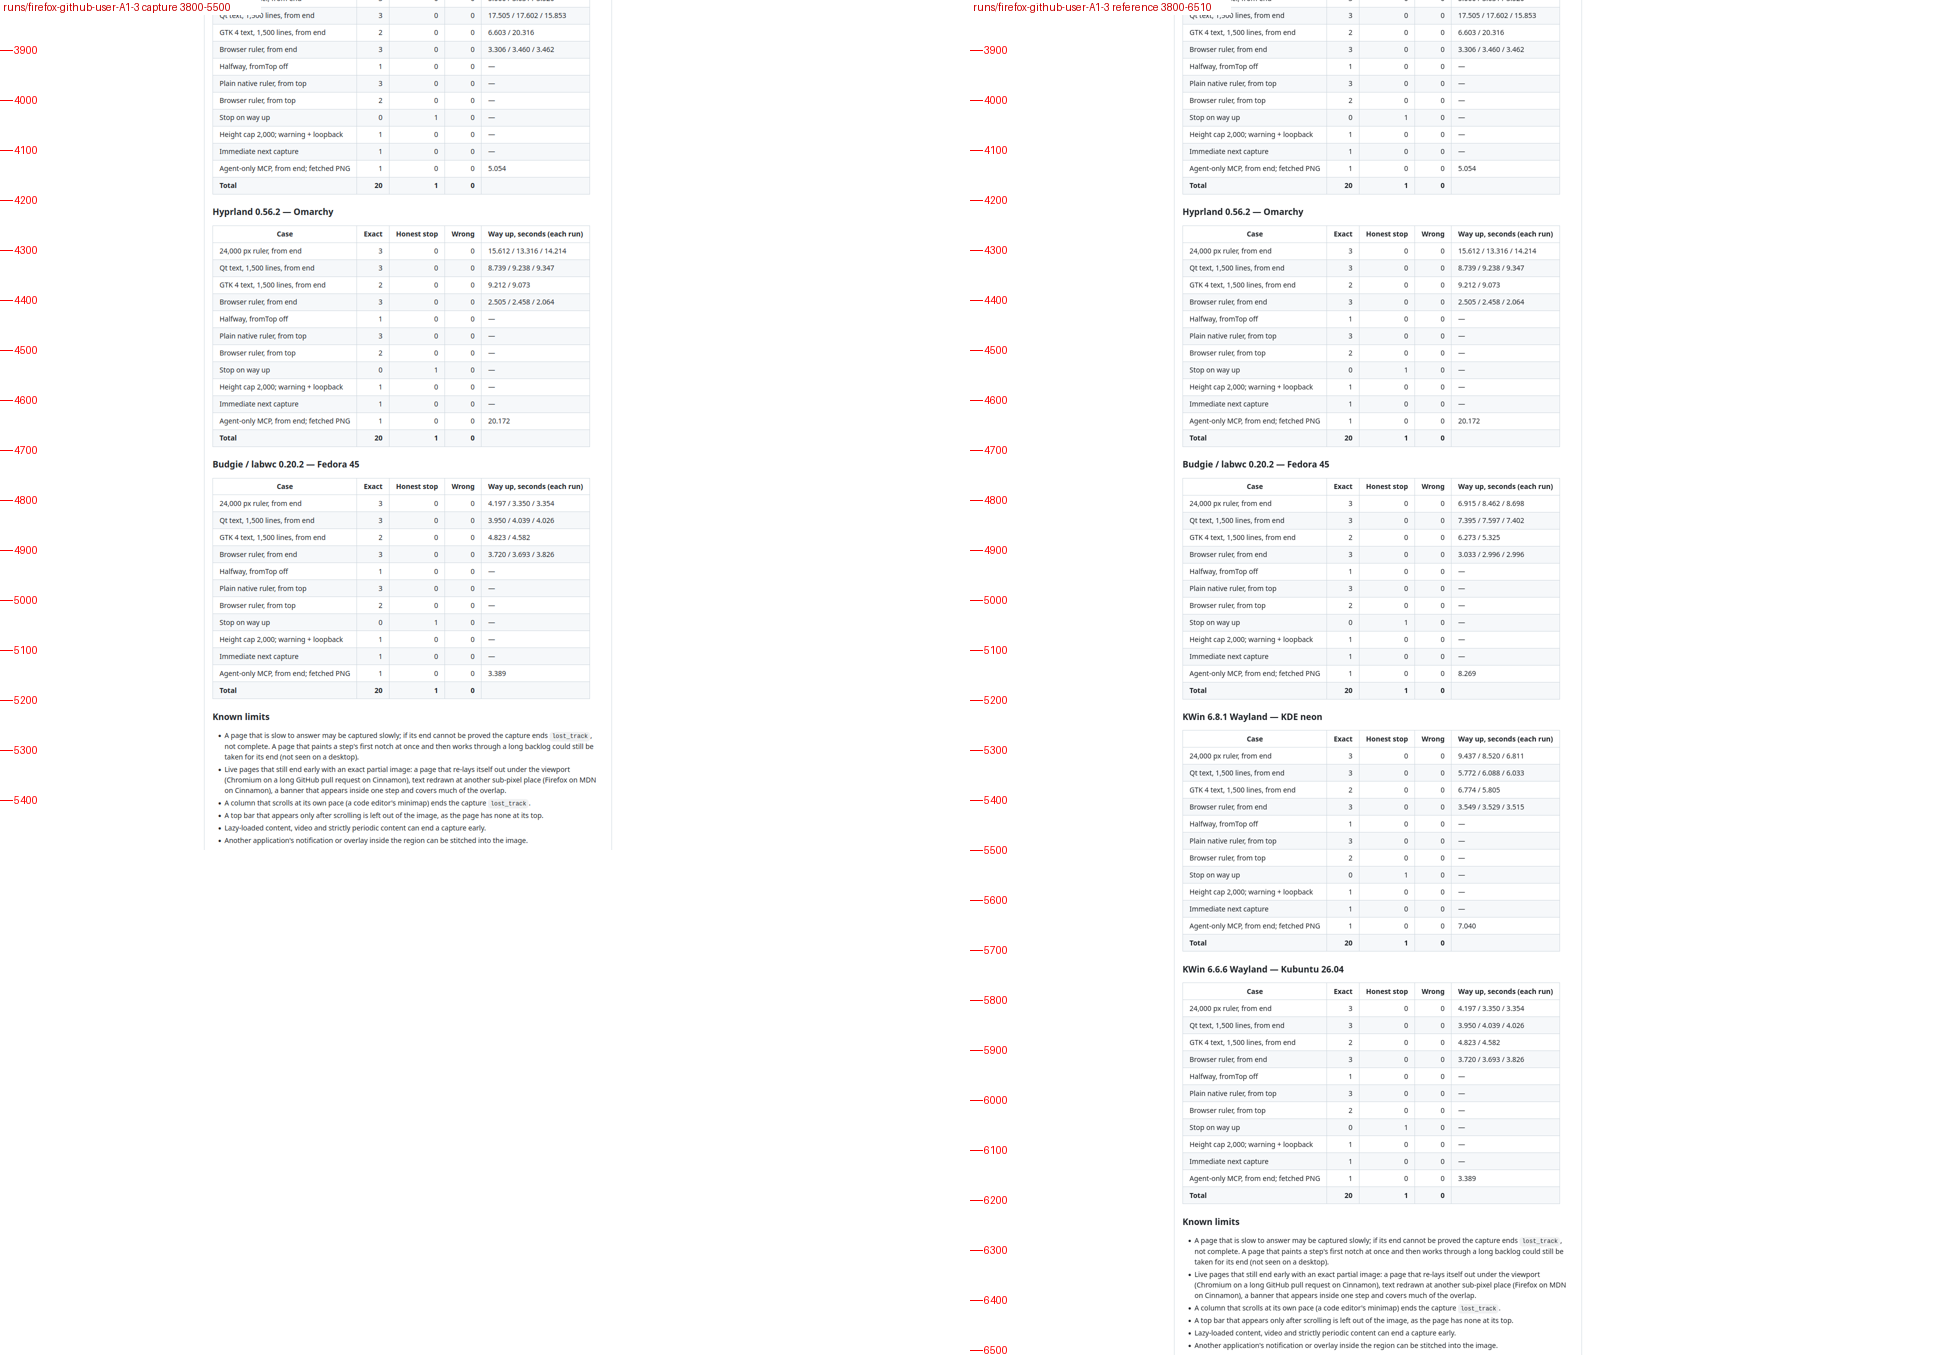 runs/firefox-github-user-A1-3 capture 3800-5500
Qt text, 1,500 lines, from end 3 0 0 17.505 / 17.602 / 15.853
GTK 4 text, 1,500 lines, from end 2 0 0 6.603 / 20.316
3900
Browser ruler, from end 3 0 0 3.306 / 3.460 / 3.462
Halfway, fromTop off 1 0 0 —
Plain native ruler, from top 3 0 0 —
4000
Browser ruler, from top 2 0 0 —
Stop on way up 0 1 0 —
Height cap 2,000; warning + loopback 1 0 0 —
4100
Immediate next capture 1 0 0 —
Agent-only MCP, from end; fetched PNG 1 0 0 5.054
Total 20 1 0
4200
Hyprland 0.56.2 — Omarchy
Case Exact Honest stop Wrong Way up, seconds (each run)
4300
24,000 px ruler, from end 3 0 0 15.612 / 13.316 / 14.214
Qt text, 1,500 lines, from end 3 0 0 8.739 / 9.238 / 9.347
GTK 4 text, 1,500 lines, from end 2 0 0 9.212 / 9.073
4400
Browser ruler, from end 3 0 0 2.505 / 2.458 / 2.064
Halfway, fromTop off 1 0 0 —
Plain native ruler, from top 3 0 0 —
4500
Browser ruler, from top 2 0 0 —
Stop on way up 0 1 0 —
Height cap 2,000; warning + loopback 1 0 0 —
4600
Immediate next capture 1 0 0 —
Agent-only MCP, from end; fetched PNG 1 0 0 20.172
Total 20 1 0
4700
Budgie / labwc 0.20.2 — Fedora 45
Case Exact Honest stop Wrong Way up, seconds (each run)
4800
24,000 px ruler, from end 3 0 0 4.197 / 3.350 / 3.354
Qt text, 1,500 lines, from end 3 0 0 3.950 / 4.039 / 4.026
GTK 4 text, 1,500 lines, from end 2 0 0 4.823 / 4.582
4900
Browser ruler, from end 3 0 0 3.720 / 3.693 / 3.826
Halfway, fromTop off 1 0 0 —
Plain native ruler, from top 3 0 0 —
5000
Browser ruler, from top 2 0 0 —
Stop on way up 0 1 0 —
Height cap 2,000; warning + loopback 1 0 0 —
5100
Immediate next capture 1 0 0 —
Agent-only MCP, from end; fetched PNG 1 0 0 3.389
Total 20 1 0
5200
Known limits
• A page that is slow to answer may be captured slowly; if its end cannot be proved the capture ends lost_track,
not complete. A page that paints a step's first notch at once and then works through a long backlog could still be
5300
taken for its end (not seen on a desktop).
• Live pages that still end early with an exact partial image: a page that re-lays itself out under the viewport
(Chromium on a long GitHub pull request on Cinnamon), text redrawn at another sub-pixel place (Firefox on MDN
on Cinnamon), a banner that appears inside one step and covers much of the overlap.
5400
• A column that scrolls at its own pace (a code editor's minimap) ends the capture lost_track.
• A top bar that appears only after scrolling is left out of the image, as the page has none at its top.
• Lazy-loaded content, video and strictly periodic content can end a capture early.
• Another application's notification or overlay inside the region can be stitched into the image.
5500
runs/firefox-github-user-A1-3 reference 3800-6510
Qt text, 1,500 lines, from end 3 0 0 17.505 / 17.602 / 15.853
GTK 4 text, 1,500 lines, from end 2 0 0 6.603 / 20.316
3900
Browser ruler, from end 3 0 0 3.306 / 3.460 / 3.462
Halfway, fromTop off 1 0 0 —
Plain native ruler, from top 3 0 0 —
4000
Browser ruler, from top 2 0 0 —
Stop on way up 0 1 0 —
Height cap 2,000; warning + loopback 1 0 0 —
4100
Immediate next capture 1 0 0 —
Agent-only MCP, from end; fetched PNG 1 0 0 5.054
Total 20 1 0
4200
Hyprland 0.56.2 — Omarchy
Case Exact Honest stop Wrong Way up, seconds (each run)
4300
24,000 px ruler, from end 3 0 0 15.612 / 13.316 / 14.214
Qt text, 1,500 lines, from end 3 0 0 8.739 / 9.238 / 9.347
GTK 4 text, 1,500 lines, from end 2 0 0 9.212 / 9.073
4400
Browser ruler, from end 3 0 0 2.505 / 2.458 / 2.064
Halfway, fromTop off 1 0 0 —
Plain native ruler, from top 3 0 0 —
4500
Browser ruler, from top 2 0 0 —
Stop on way up 0 1 0 —
Height cap 2,000; warning + loopback 1 0 0 —
4600
Immediate next capture 1 0 0 —
Agent-only MCP, from end; fetched PNG 1 0 0 20.172
Total 20 1 0
4700
Budgie / labwc 0.20.2 — Fedora 45
Case Exact Honest stop Wrong Way up, seconds (each run)
4800
24,000 px ruler, from end 3 0 0 6.915 / 8.462 / 8.698
Qt text, 1,500 lines, from end 3 0 0 7.395 / 7.597 / 7.402
GTK 4 text, 1,500 lines, from end 2 0 0 6.273 / 5.325
4900
Browser ruler, from end 3 0 0 3.033 / 2.996 / 2.996
Halfway, fromTop off 1 0 0 —
Plain native ruler, from top 3 0 0 —
5000
Browser ruler, from top 2 0 0 —
Stop on way up 0 1 0 —
Height cap 2,000; warning + loopback 1 0 0 —
5100
Immediate next capture 1 0 0 —
Agent-only MCP, from end; fetched PNG 1 0 0 8.269
Total 20 1 0
5200
KWin 6.8.1 Wayland — KDE neon
Case Exact Honest stop Wrong Way up, seconds (each run)
5300
24,000 px ruler, from end 3 0 0 9.437 / 8.520 / 6.811
Qt text, 1,500 lines, from end 3 0 0 5.772 / 6.088 / 6.033
GTK 4 text, 1,500 lines, from end 2 0 0 6.774 / 5.805
5400
Browser ruler, from end 3 0 0 3.549 / 3.529 / 3.515
Halfway, fromTop off 1 0 0 —
Plain native ruler, from top 3 0 0 —
5500
Browser ruler, from top 2 0 0 —
Stop on way up 0 1 0 —
Height cap 2,000; warning + loopback 1 0 0 —
5600
Immediate next capture 1 0 0 —
Agent-only MCP, from end; fetched PNG 1 0 0 7.040
Total 20 1 0
5700
KWin 6.6.6 Wayland — Kubuntu 26.04
Case Exact Honest stop Wrong Way up, seconds (each run)
5800
24,000 px ruler, from end 3 0 0 4.197 / 3.350 / 3.354
Qt text, 1,500 lines, from end 3 0 0 3.950 / 4.039 / 4.026
GTK 4 text, 1,500 lines, from end 2 0 0 4.823 / 4.582
5900
Browser ruler, from end 3 0 0 3.720 / 3.693 / 3.826
Halfway, fromTop off 1 0 0 —
Plain native ruler, from top 3 0 0 —
6000
Browser ruler, from top 2 0 0 —
Stop on way up 0 1 0 —
Height cap 2,000; warning + loopback 1 0 0 —
6100
Immediate next capture 1 0 0 —
Agent-only MCP, from end; fetched PNG 1 0 0 3.389
Total 20 1 0
6200
Known limits
• A page that is slow to answer may be captured slowly; if its end cannot be proved the capture ends lost_track,
not complete. A page that paints a step's first notch at once and then works through a long backlog could still be
6300
taken for its end (not seen on a desktop).
• Live pages that still end early with an exact partial image: a page that re-lays itself out under the viewport
(Chromium on a long GitHub pull request on Cinnamon), text redrawn at another sub-pixel place (Firefox on MDN
on Cinnamon), a banner that appears inside one step and covers much of the overlap.
6400
• A column that scrolls at its own pace (a code editor's minimap) ends the capture lost_track.
• A top bar that appears only after scrolling is left out of the image, as the page has none at its top.
• Lazy-loaded content, video and strictly periodic content can end a capture early.
• Another application's notification or overlay inside the region can be stitched into the image.
6500